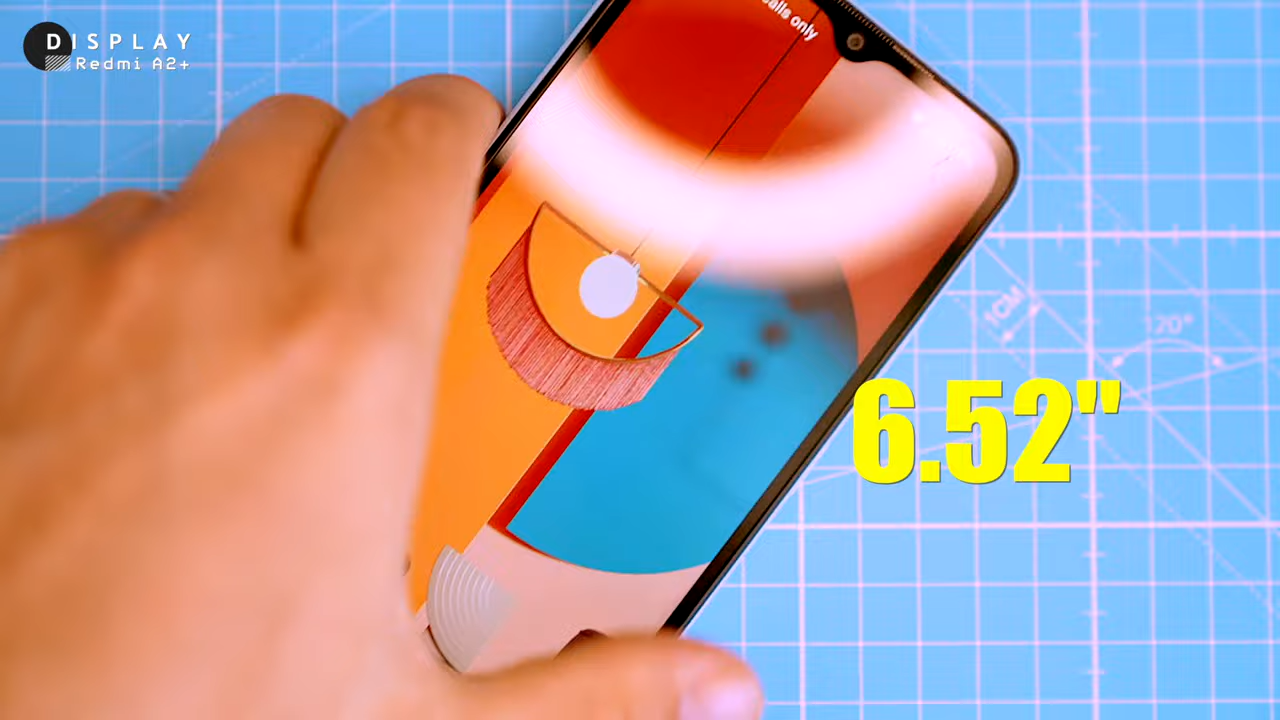 DISPLAY
Redmi A2+
calls only
6.52"
1CM
120°